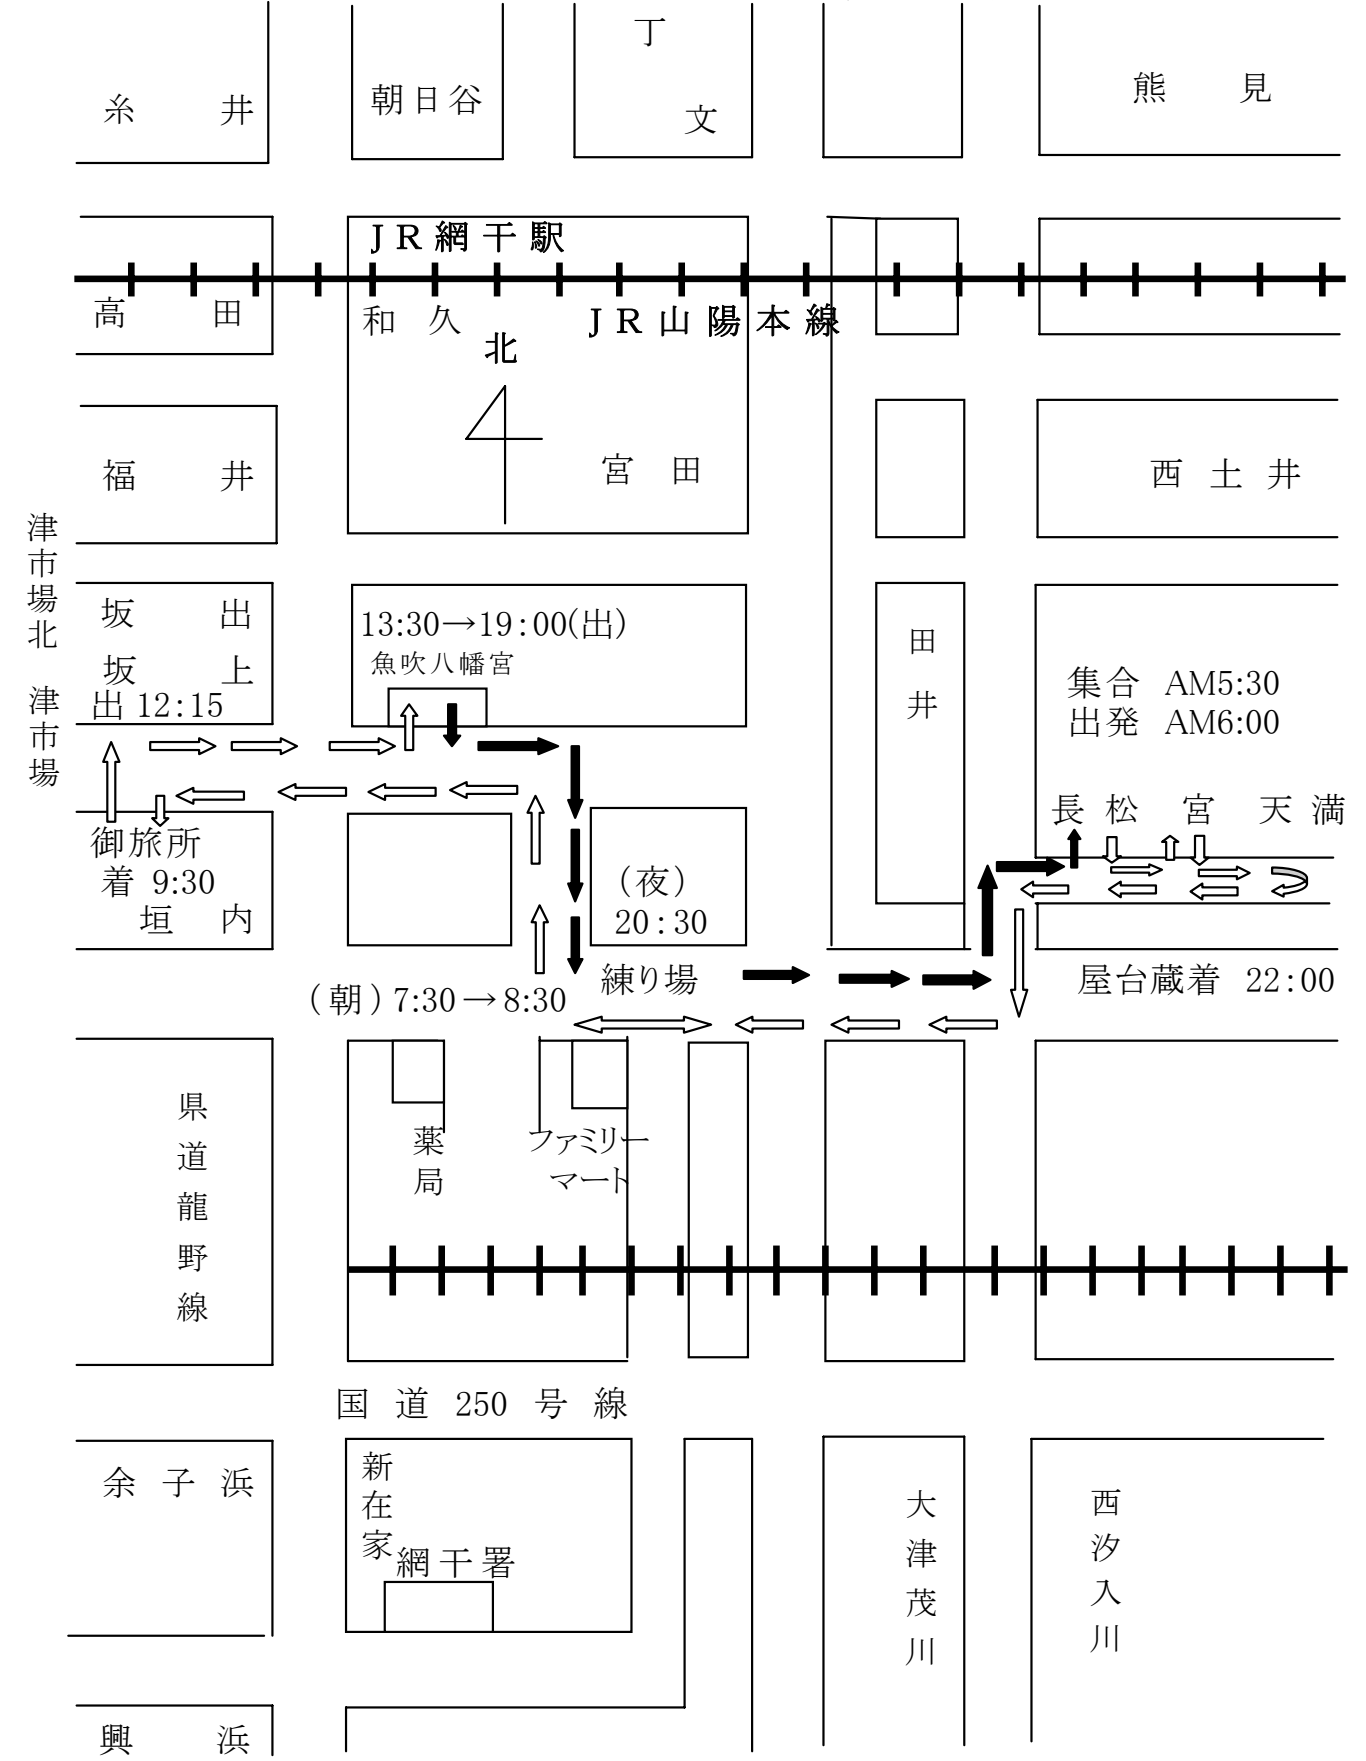 丁
文
糸 井
朝日谷
熊 見
JR網干駅
高 田
和 久
JR山陽本線
北
福 井
宮 田
西 土 井
津市場北
坂 出
坂 上
出 12:15
13:30→19:00(出)
魚吹八幡宮
田井
集合 AM5:30
出発 AM6:00
津市場
長 松 宮 天 満
御旅所
着 9:30
垣 内
(夜)
20:30
練り場
(朝)7:30→8:30
屋台蔵着 22:00
県道龍野線
薬局
ファミリー
マート
国 道 250 号 線
余 子 浜
新在家
網干署
大津茂川
西汐入川
興 浜